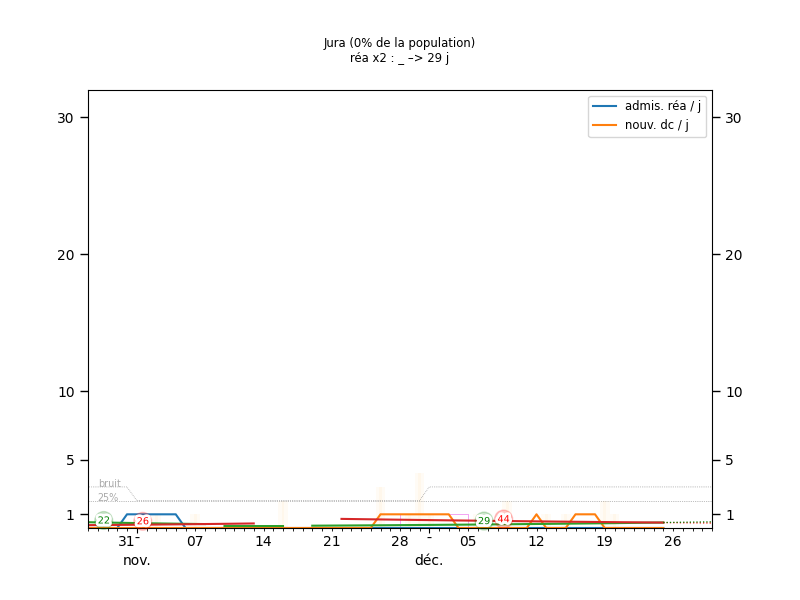 Jura (0% de la population)
réa x2 : _ –> 29 j
admis. réa / j
nouv. dc / j
30 30
20 20
10 10
5 5
1 1
bruit
25%
22 26 29 44
31 07 14 21 28 - 05 12 19 26
nov. déc.